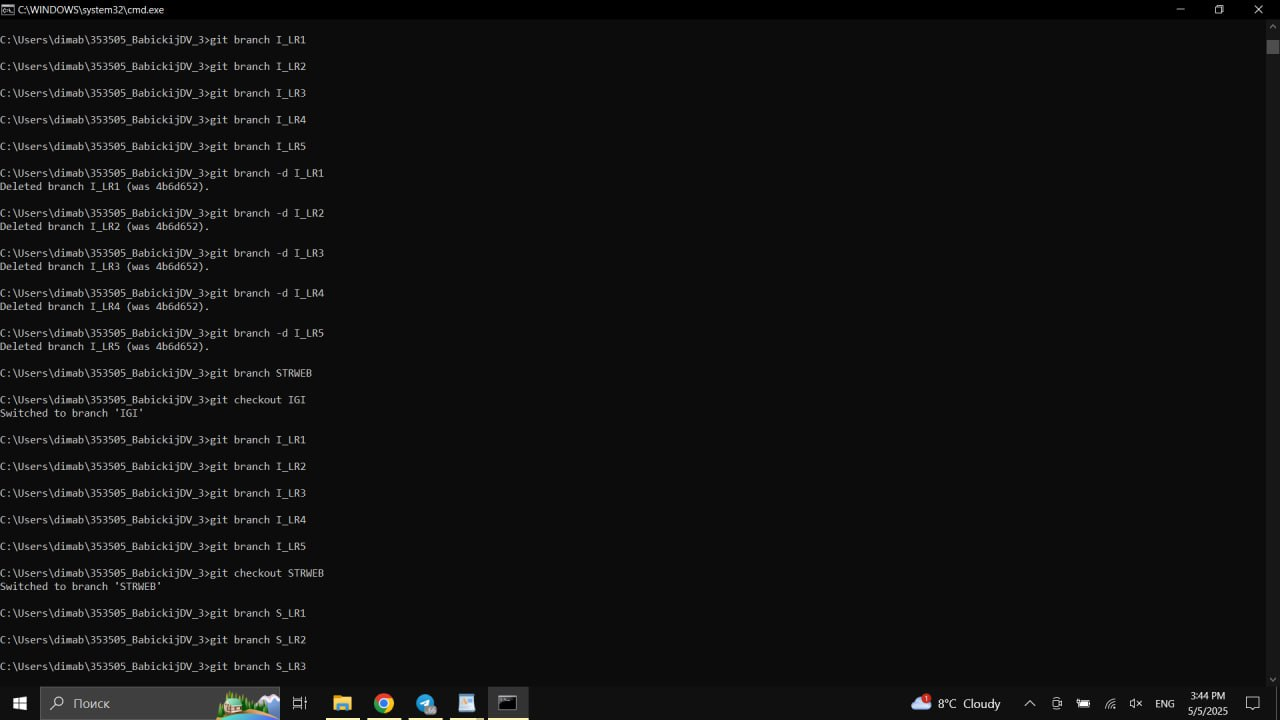 C:\WINDOWS\system32\cmd.exe
C:\Users\dimab\353505_BabickijDV_3>git branch I_LR1
C:\Users\dimab\353505_BabickijDV_3>git branch I_LR2
C:\Users\dimab\353505_BabickijDV_3>git branch I_LR3
C:\Users\dimab\353505_BabickijDV_3>git branch I_LR4
C:\Users\dimab\353505_BabickijDV_3>git branch I_LR5
C:\Users\dimab\353505_BabickijDV_3>git branch -d I_LR1
Deleted branch I_LR1 (was 4b6d652).
C:\Users\dimab\353505_BabickijDV_3>git branch -d I_LR2
Deleted branch I_LR2 (was 4b6d652).
C:\Users\dimab\353505_BabickijDV_3>git branch -d I_LR3
Deleted branch I_LR3 (was 4b6d652).
C:\Users\dimab\353505_BabickijDV_3>git branch -d I_LR4
Deleted branch I_LR4 (was 4b6d652).
C:\Users\dimab\353505_BabickijDV_3>git branch -d I_LR5
Deleted branch I_LR5 (was 4b6d652).
C:\Users\dimab\353505_BabickijDV_3>git branch STRWEB
C:\Users\dimab\353505_BabickijDV_3>git checkout IGI
Switched to branch 'IGI'
C:\Users\dimab\353505_BabickijDV_3>git branch I_LR1
C:\Users\dimab\353505_BabickijDV_3>git branch I_LR2
C:\Users\dimab\353505_BabickijDV_3>git branch I_LR3
C:\Users\dimab\353505_BabickijDV_3>git branch I_LR4
C:\Users\dimab\353505_BabickijDV_3>git branch I_LR5
C:\Users\dimab\353505_BabickijDV_3>git checkout STRWEB
Switched to branch 'STRWEB'
C:\Users\dimab\353505_BabickijDV_3>git branch S_LR1
C:\Users\dimab\353505_BabickijDV_3>git branch S_LR2
C:\Users\dimab\353505_BabickijDV_3>git branch S_LR3
Поиск
1
8°C Cloudy
ENG
3:44 PM
5/5/2025